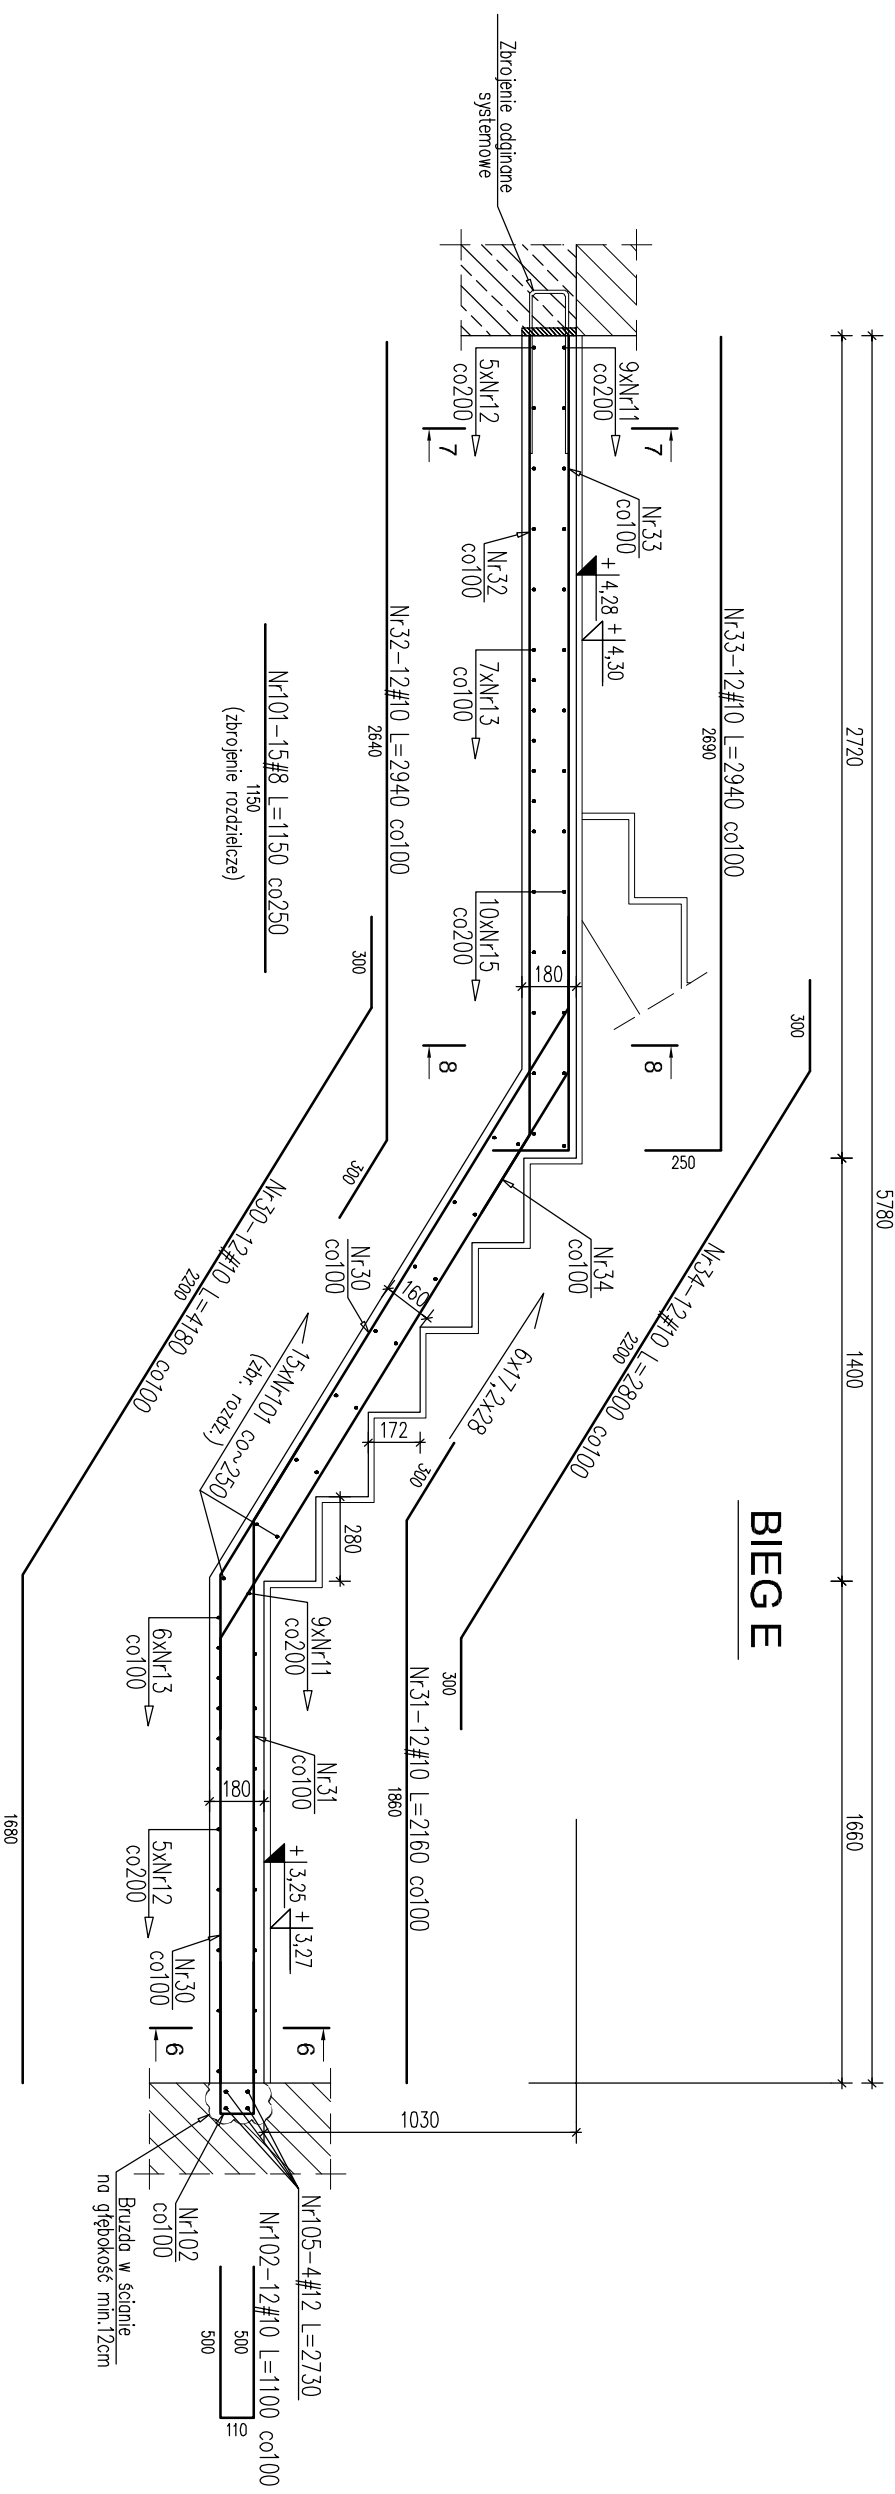 BIEG E
5780
2720
1400
1660
Nr33-12#10 L=2940 co100
2690
250
300
Nr34-12#10 L=2800 co100
2200
300
Zbrojenie odginane
systemowe
9xNr11
co200
5xNr12
co200
7
7
Nr33
co100
Nr32
co100
+ 4,28
+ 4,30
7xNr13
co100
10xNr15
co200
180
8
8
Nr34
co100
Nr30
co100
160
6x17,2x28
172
280
15xNr101 co~250
(zbr. rozdz.)
9xNr11
co200
6xNr13
co100
Nr31
co100
180
5xNr12
co200
+ 3,25
+ 3,27
Nr30
co100
6
6
1030
Nr32-12#10 L=2940 co100
2640
300
Nr31-12#10 L=2160 co100
300
1860
Nr101-15#8 L=1150 co250
1150
(zbrojenie rozdzielcze)
Nr30-12#10 L=4180 co100
300
2200
1680
Nr105-4#12 L=2730
Nr102-12#10 L=1100 co100
500
500
110
Nr102
co100
Bruzda w ścianie
na głębokość min.12cm